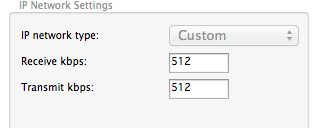 IP Network Settings
IP network type: Custom
Receive kbps: 512
Transmit kbps: 512